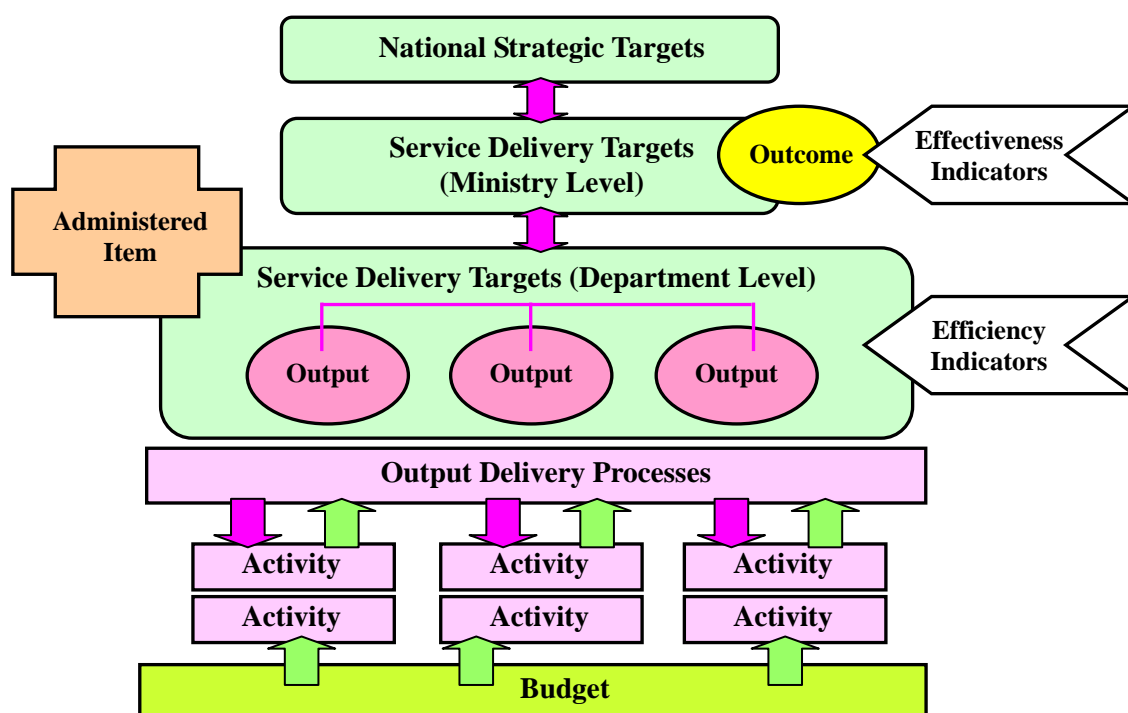 National Strategic Targets
Service Delivery Targets
(Ministry Level)
Outcome
Effectiveness
Indicators
Administered
Item
Service Delivery Targets (Department Level)
Output
Output
Output
Efficiency
Indicators
Output Delivery Processes
Activity
Activity
Activity
Activity
Activity
Activity
Budget